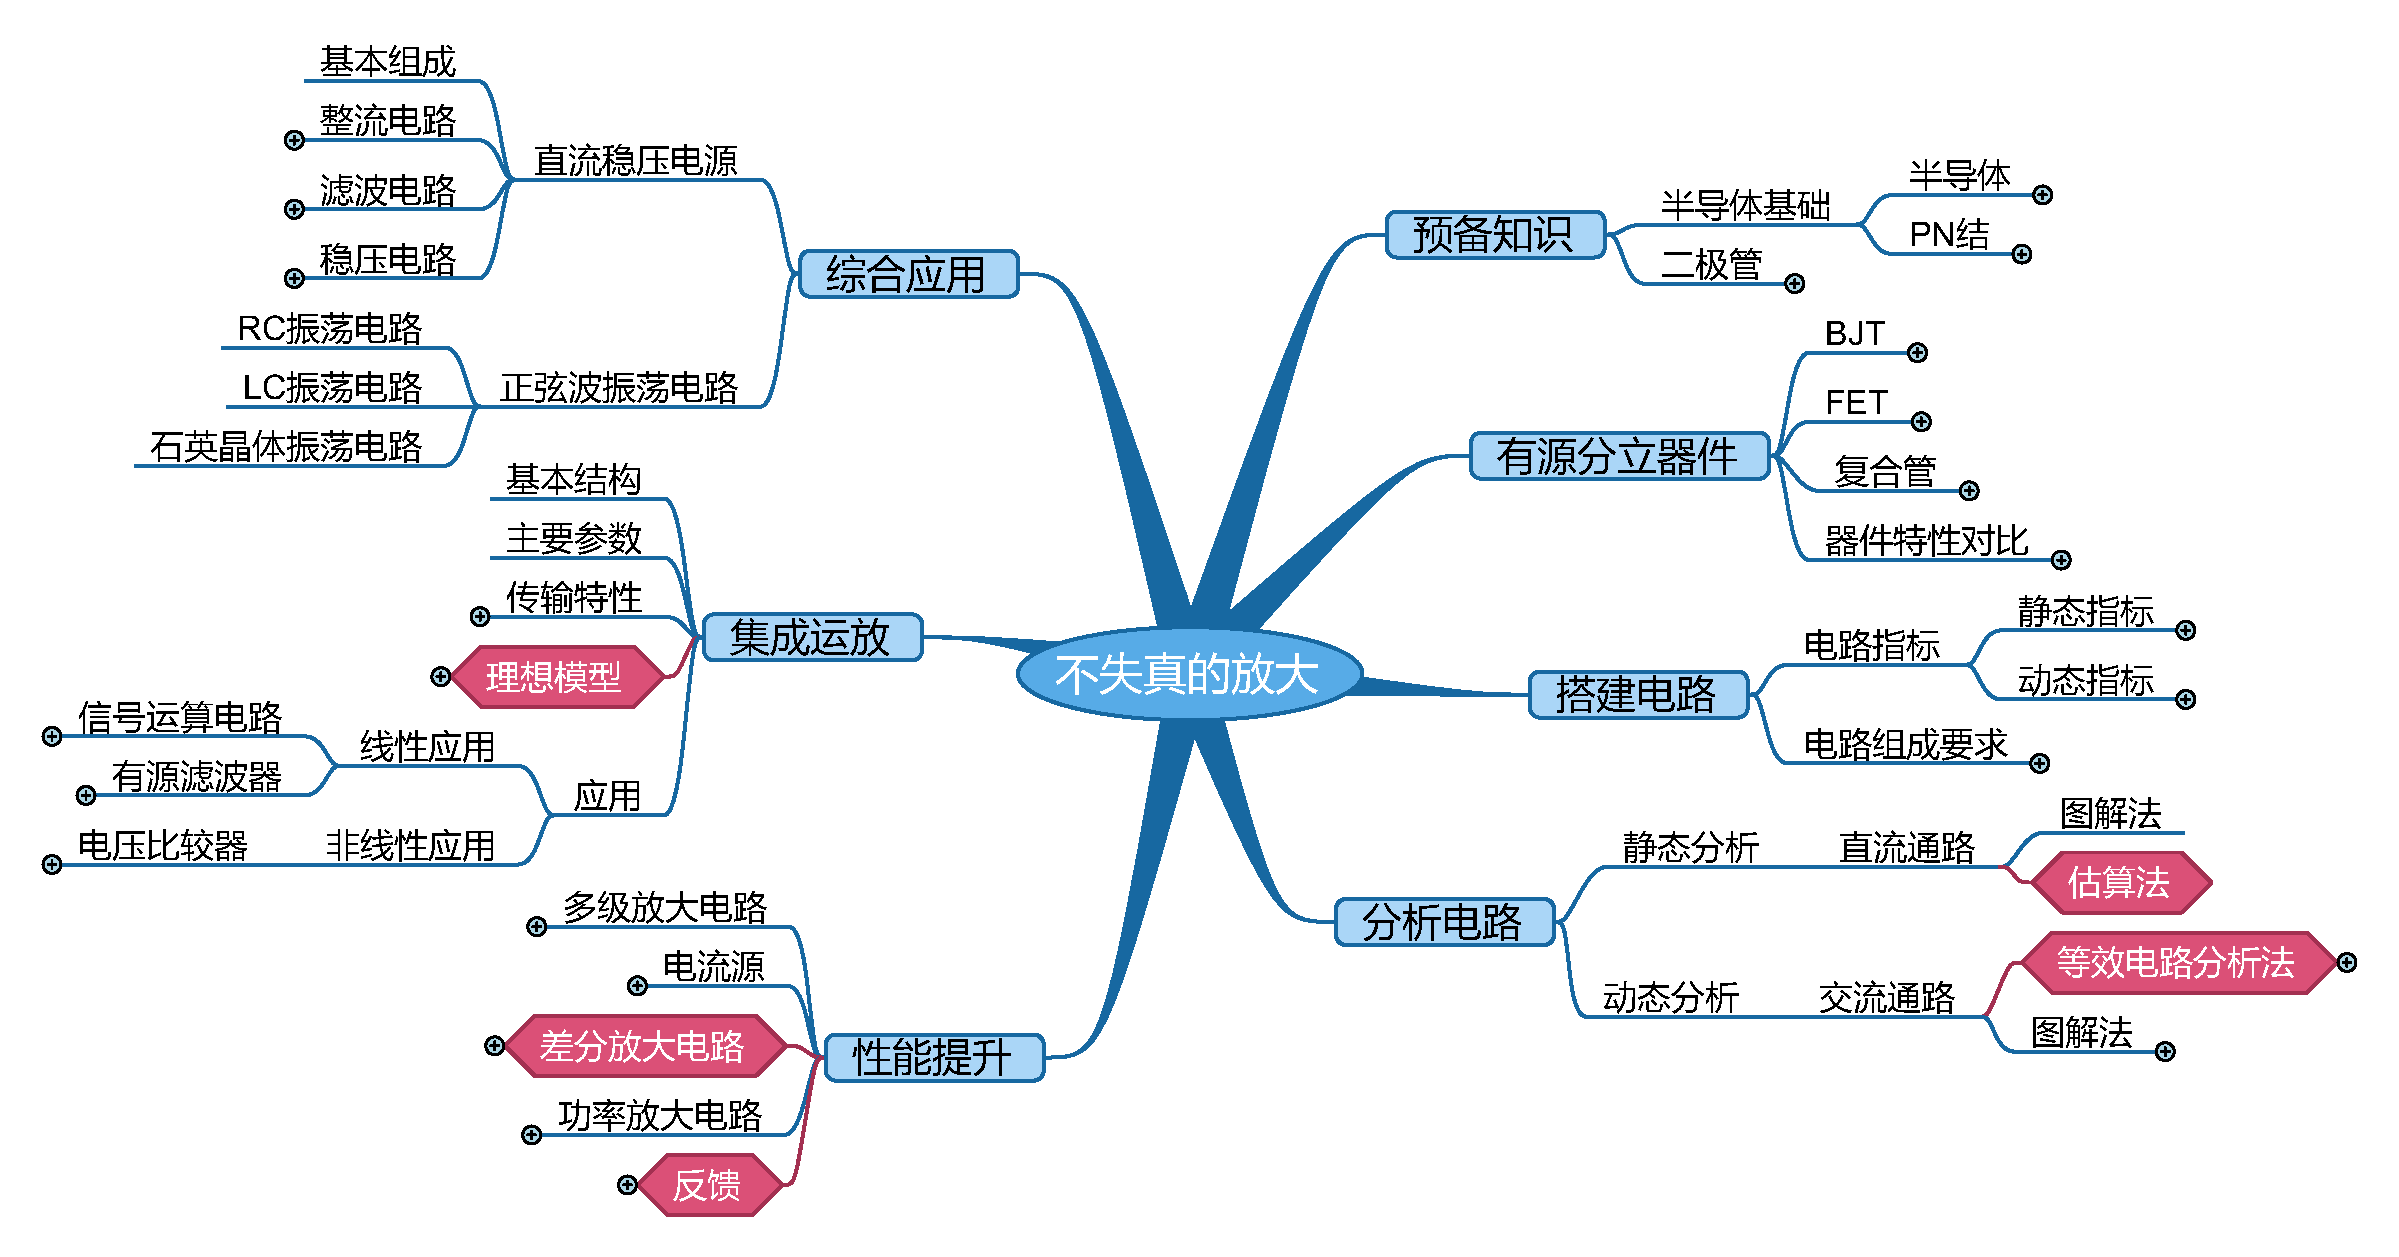 不失真的放大
预备知识
半导体基础
半导体
PN结
二极管
有源分立器件
BJT
FET
复合管
器件特性对比
搭建电路
电路指标
静态指标
动态指标
电路组成要求
分析电路
静态分析
直流通路
图解法
估算法
动态分析
交流通路
等效电路分析法
图解法
综合应用
直流稳压电源
基本组成
整流电路
滤波电路
稳压电路
正弦波振荡电路
RC振荡电路
LC振荡电路
石英晶体振荡电路
集成运放
基本结构
主要参数
传输特性
理想模型
应用
线性应用
信号运算电路
有源滤波器
非线性应用
电压比较器
性能提升
多级放大电路
电流源
差分放大电路
功率放大电路
反馈